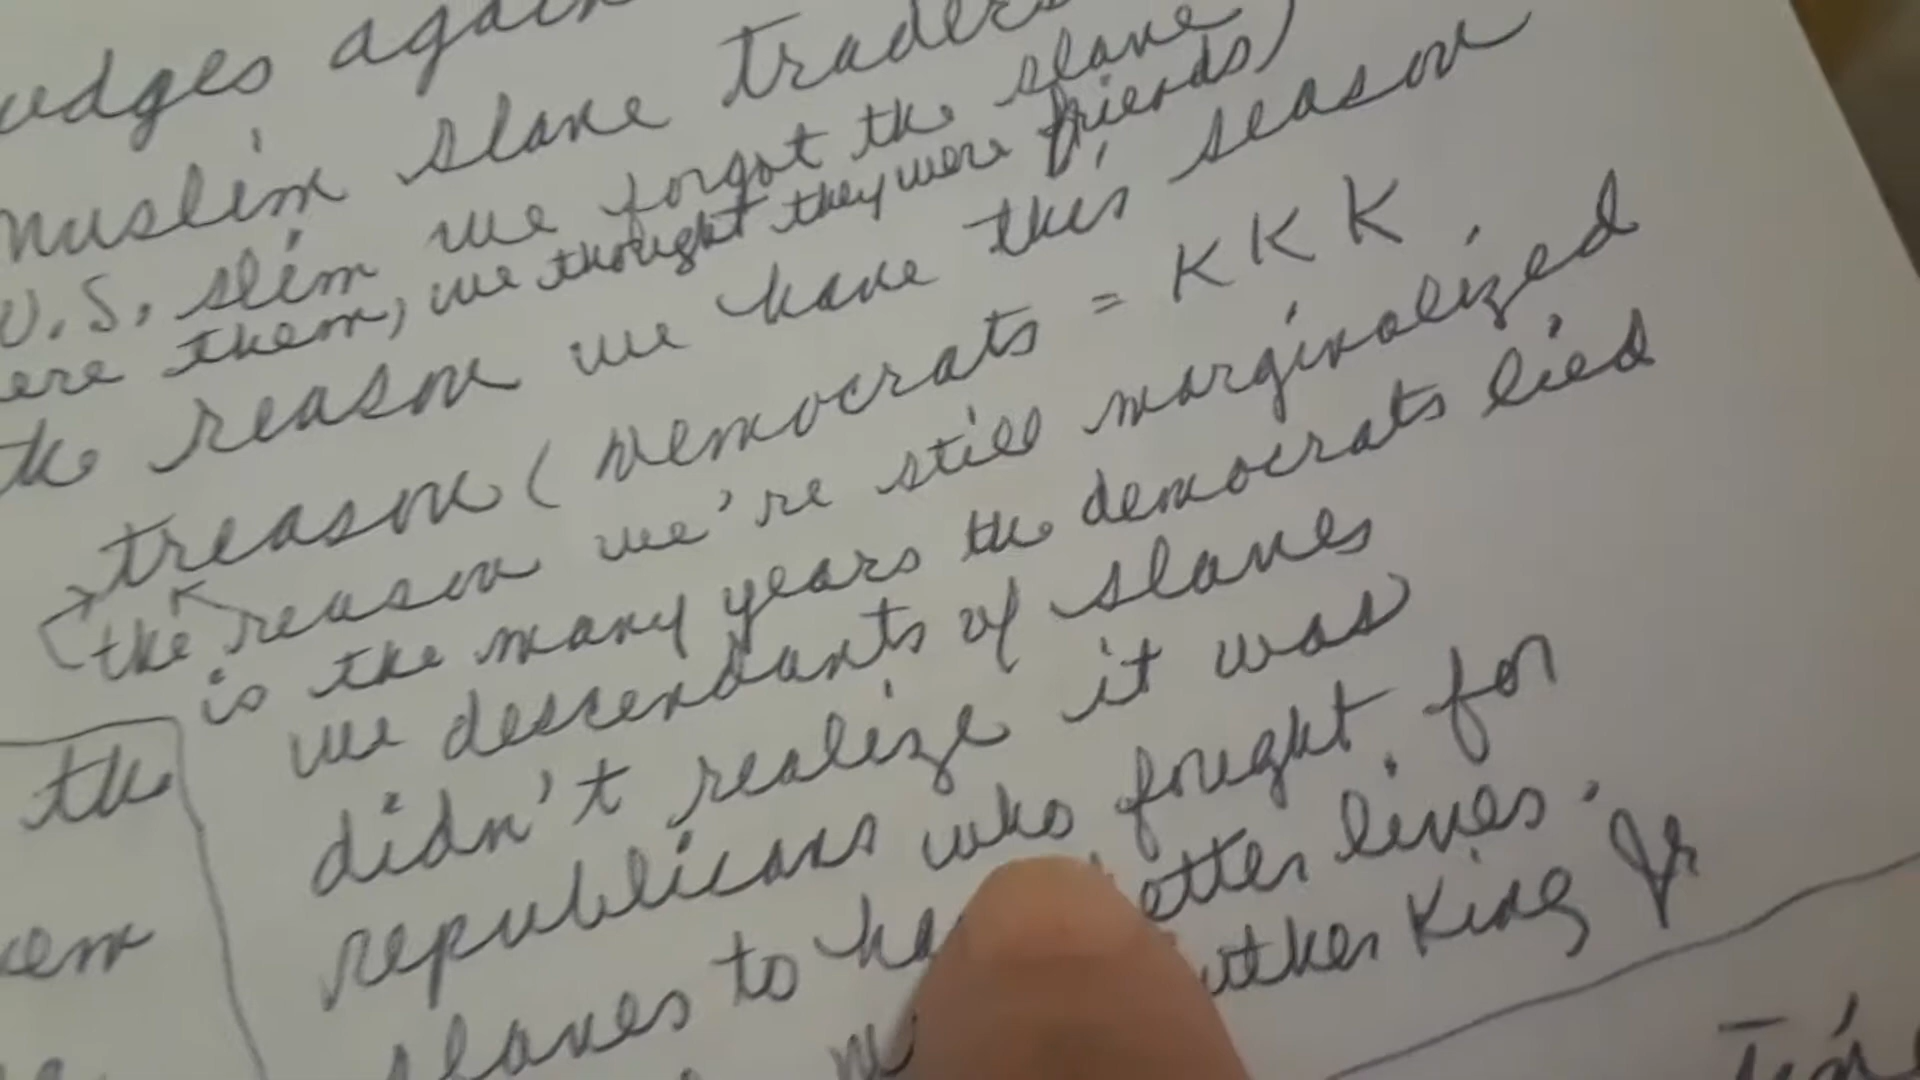 udges again
muslim slave traders
U.S. slim we forgot the slave
ere them, we thought they were friends)
the reason we have this season
treason (Democrats = KKK.
the reason we're still marginalized
is the many years the democrats lied
we descendants of slaves
didn't realize it was
the
republicans who fought for
em
slaves to ha etter lives.
uther King Jr